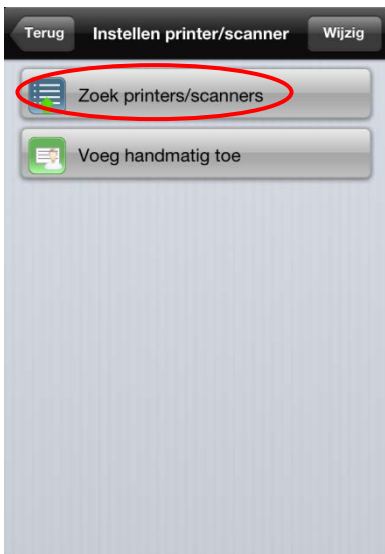 Terug Instellen printer/scanner Wijzig
Zoek printers/scanners
Voeg handmatig toe